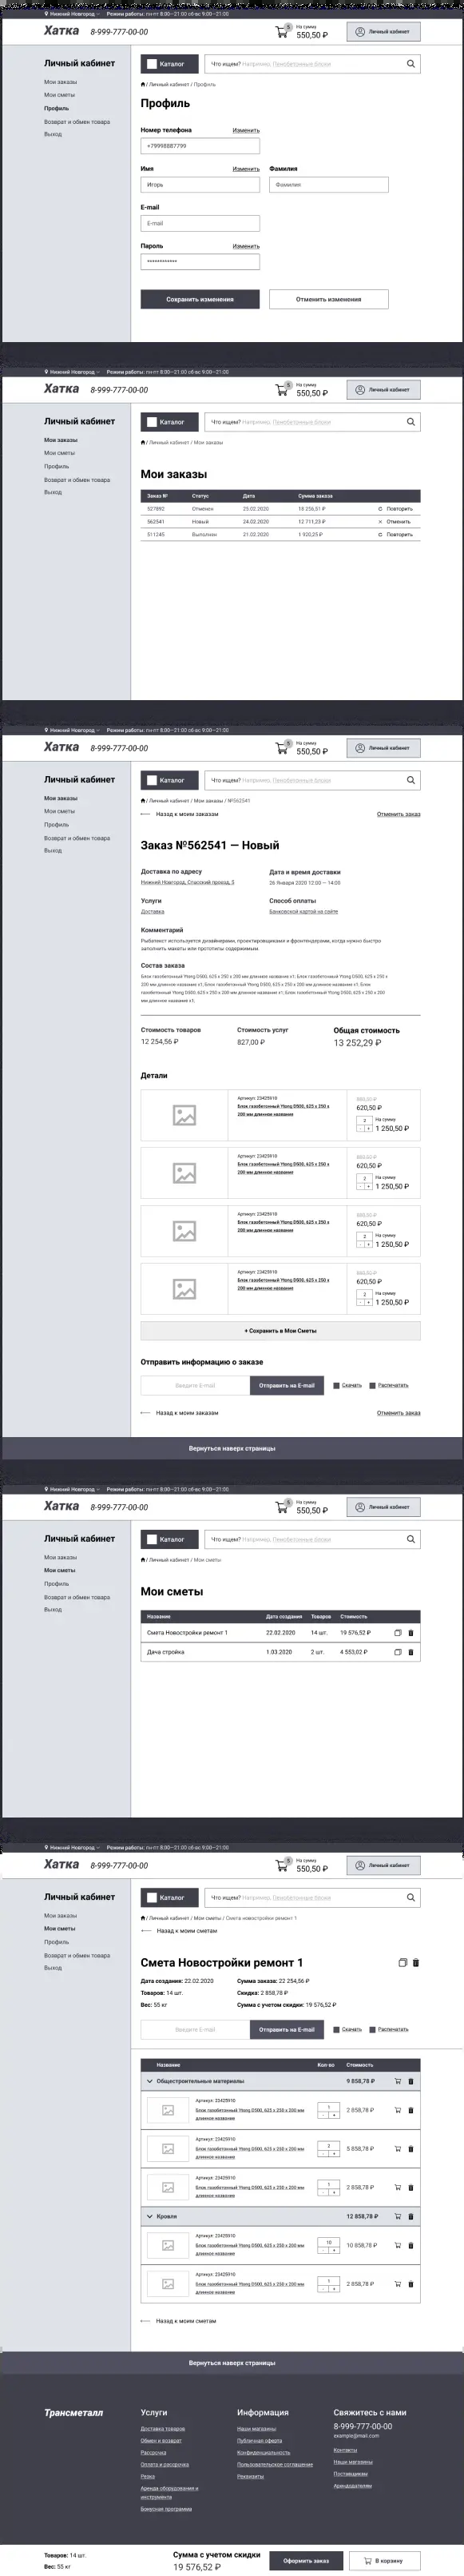 Нижний Новгород Режим работы: пн-пт 8:00—21:00 сб-вс 9:00—21:00
Хатка 8-999-777-00-00 5 На сумму 550,50 ₽ Личный кабинет
Личный кабинет
Мои заказы
Мои сметы
Профиль
Возврат и обмен товара
Выход
Каталог Что ищем? Например, Пенобетонные блоки
/ Личный кабинет / Профиль
Профиль
Номер телефона Изменить
+79998887799
Имя Изменить Фамилия
Игорь Фамилия
E-mail
E-mail
Пароль Изменить
************
Сохранить изменения Отменить изменения
Нижний Новгород Режим работы: пн-пт 8:00—21:00 сб-вс 9:00—21:00
Хатка 8-999-777-00-00 5 На сумму 550,50 ₽ Личный кабинет
Личный кабинет
Мои заказы
Мои сметы
Профиль
Возврат и обмен товара
Выход
Каталог Что ищем? Например, Пенобетонные блоки
/ Личный кабинет / Мои заказы
Мои заказы
Заказ № Статус Дата Сумма заказа
527892 Отменен 25.02.2020 18 256,51 ₽ Повторить
562541 Новый 24.02.2020 12 711,23 ₽ Отменить
511245 Выполнен 21.02.2020 1 920,25 ₽ Повторить
Нижний Новгород Режим работы: пн-пт 8:00—21:00 сб-вс 9:00—21:00
Хатка 8-999-777-00-00 5 На сумму 550,50 ₽ Личный кабинет
Личный кабинет
Мои заказы
Мои сметы
Профиль
Возврат и обмен товара
Выход
Каталог Что ищем? Например, Пенобетонные блоки
/ Личный кабинет / Мои заказы / №562541
Назад к моим заказам Отменить заказ
Заказ №562541 — Новый
Доставка по адресу Дата и время доставки
Нижний Новгород, Спасский проезд, 5 26 Января 2020 12:00 — 14:00
Услуги Способ оплаты
Доставка Банковской картой на сайте
Комментарий
Рыбатекст используется дизайнерами, проектировщиками и фронтендерами, когда нужно быстро
заполнить макеты или прототипы содержимым.
Состав заказа
Блок газобетонный Ytong D500, 625 х 250 х 200 мм длинное название х1; Блок газобетонный Ytong D500, 625 х 250 х
200 мм длинное название х1; Блок газобетонный Ytong D500, 625 х 250 х 200 мм длинное название х1; Блок
газобетонный Ytong D500, 625 х 250 х 200 мм длинное название х1; Блок газобетонный Ytong D500, 625 х 250 х 200
мм длинное название х1;
Стоимость товаров Стоимость услуг Общая стоимость
12 254,56 ₽ 827,00 ₽ 13 252,29 ₽
Детали
Артикул: 23425910 850,50 ₽
Блок газобетонный Ytong D500, 625 х 250 х 620,50 ₽
200 мм длинное название 2 На сумму
- + 1 250,50 ₽
Артикул: 23425910 850,50 ₽
Блок газобетонный Ytong D500, 625 х 250 х 620,50 ₽
200 мм длинное название 2 На сумму
- + 1 250,50 ₽
Артикул: 23425910 850,50 ₽
Блок газобетонный Ytong D500, 625 х 250 х 620,50 ₽
200 мм длинное название 2 На сумму
- + 1 250,50 ₽
Артикул: 23425910 850,50 ₽
Блок газобетонный Ytong D500, 625 х 250 х 620,50 ₽
200 мм длинное название 2 На сумму
- + 1 250,50 ₽
+ Сохранить в Мои Сметы
Отправить информацию о заказе
Введите E-mail Отправить на E-mail Скачать Распечатать
Назад к моим заказам Отменить заказ
Вернуться наверх страницы
Нижний Новгород Режим работы: пн-пт 8:00—21:00 сб-вс 9:00—21:00
Хатка 8-999-777-00-00 5 На сумму 550,50 ₽ Личный кабинет
Личный кабинет
Мои заказы
Мои сметы
Профиль
Возврат и обмен товара
Выход
Каталог Что ищем? Например, Пенобетонные блоки
/ Личный кабинет / Мои сметы
Мои сметы
Название Дата создания Товаров Стоимость
Смета Новостройки ремонт 1 22.02.2020 14 шт. 19 576,52 ₽
Дача стройка 1.03.2020 2 шт. 4 553,02 ₽
Нижний Новгород Режим работы: пн-пт 8:00—21:00 сб-вс 9:00—21:00
Хатка 8-999-777-00-00 5 На сумму 550,50 ₽ Личный кабинет
Личный кабинет
Мои заказы
Мои сметы
Профиль
Возврат и обмен товара
Выход
Каталог Что ищем? Например, Пенобетонные блоки
/ Личный кабинет / Мои сметы / Смета новостройки ремонт 1
Назад к моим сметам
Смета Новостройки ремонт 1
Дата создания: 22.02.2020 Сумма заказа: 22 254,56 ₽
Товаров: 14 шт. Скидка: 2 858,78 ₽
Вес: 55 кг Сумма с учетом скидки: 19 576,52 ₽
Введите E-mail Отправить на E-mail Скачать Распечатать
Название Кол-во Стоимость
Общестроительные материалы 9 858,78 ₽
Артикул: 23425910
Блок газобетонный Ytong D500, 625 х 250 х 200 мм 1 - + 2 858,78 ₽
длинное название
Артикул: 23425910
Блок газобетонный Ytong D500, 625 х 250 х 200 мм 2 - + 5 858,78 ₽
длинное название
Артикул: 23425910
Блок газобетонный Ytong D500, 625 х 250 х 200 мм 1 - + 2 858,78 ₽
длинное название
Кровля 12 858,78 ₽
Артикул: 23425910
Блок газобетонный Ytong D500, 625 х 250 х 200 мм 10 - + 10 858,78 ₽
длинное название
Артикул: 23425910
Блок газобетонный Ytong D500, 625 х 250 х 200 мм 1 - + 2 858,78 ₽
длинное название
Назад к моим сметам
Вернуться наверх страницы
Трансметалл Услуги Информация Свяжитесь с нами
Доставка товаров Наши магазины 8-999-777-00-00
Обмен и возврат Публичная оферта example@mail.com
Рассрочка Конфиденциальность Контакты
Оплата и рассрочка Пользовательское соглашение Наши магазины
Резка Реквизиты Поставщикам
Аренда оборудования и Арендодателям
инструмента
Бонусная программа
Товаров: 14 шт. Сумма с учетом скидки Оформить заказ В корзину
Вес: 55 кг 19 576,52 ₽